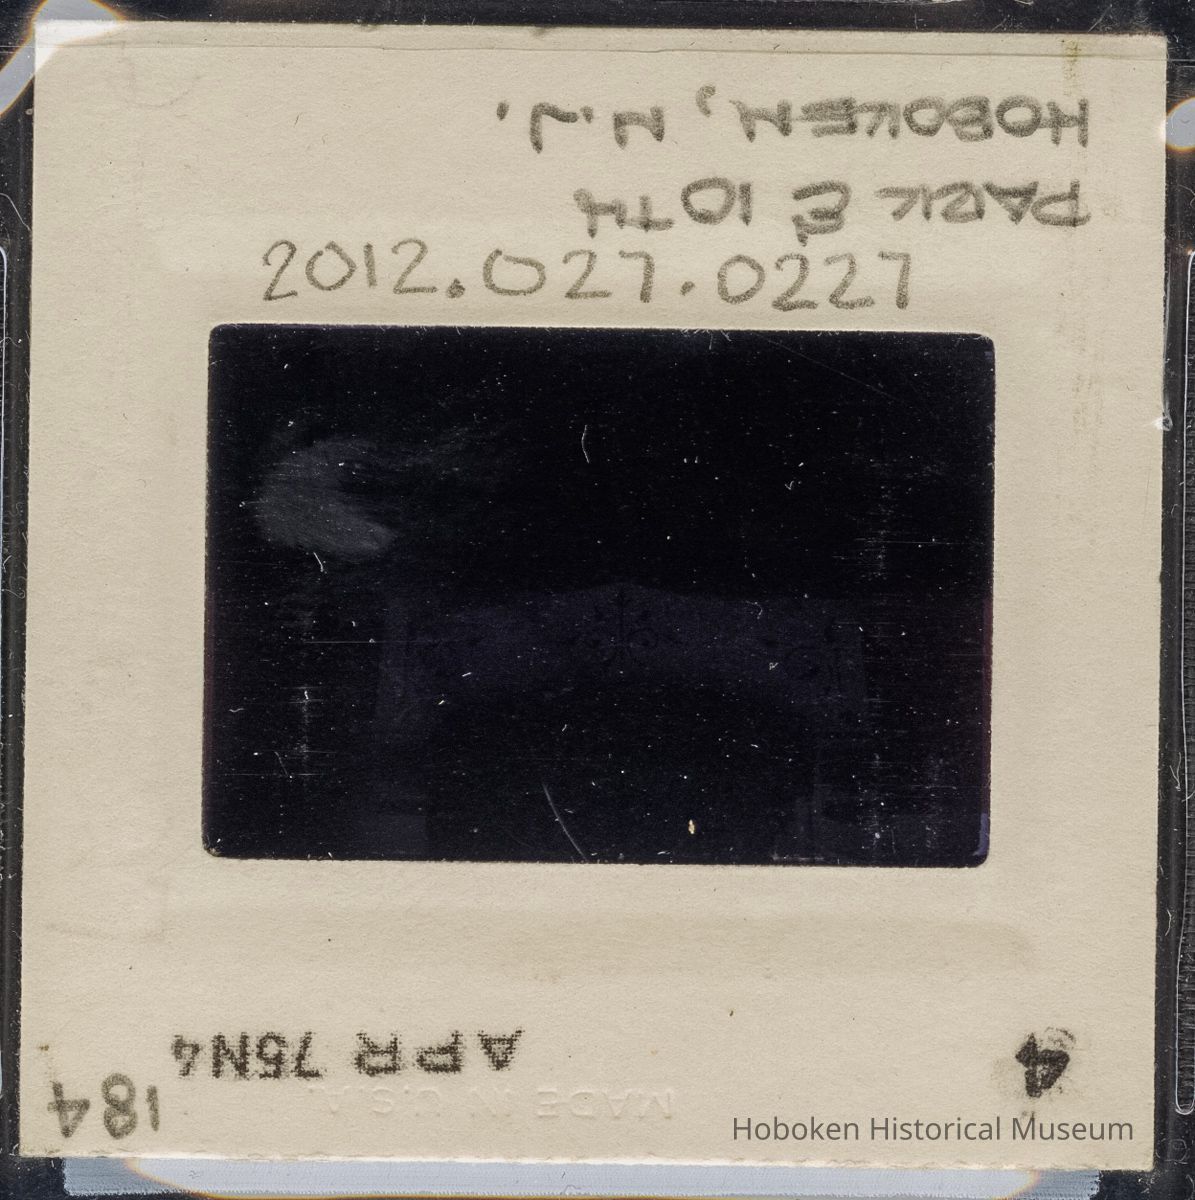 HOBOKEN, N.J.
PARK & 10TH
2012.027.0227
APR 75N4
4
184
MADE IN U.S.A.
Hoboken Historical Museum